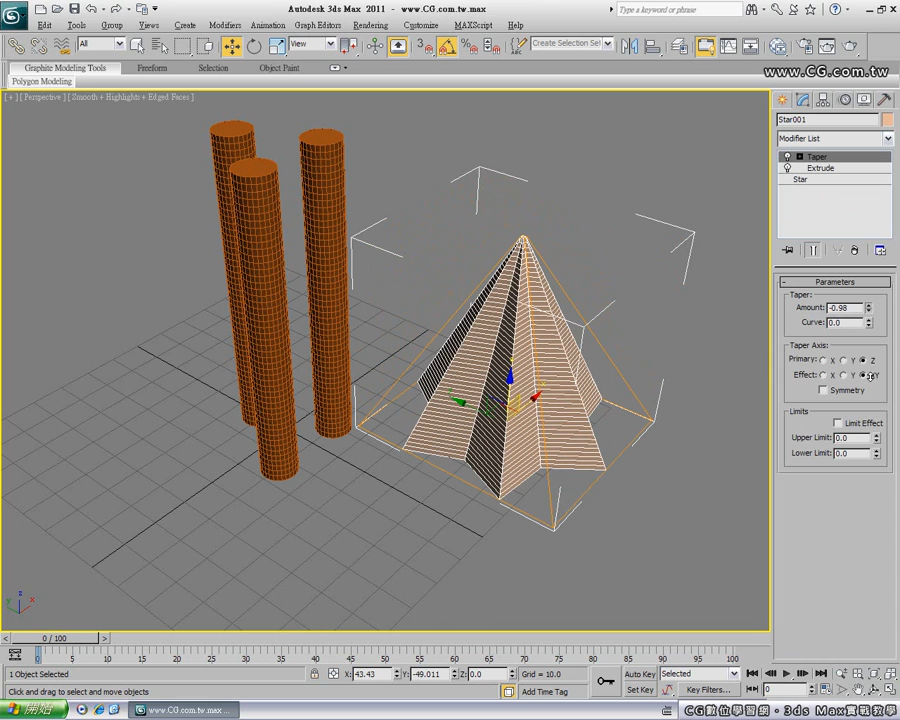 Autodesk 3ds Max 2011 - www.CG.com.tw.max
Type a keyword or phrase
Edit Tools Group Views Create Modifiers Animation Graph Editors Rendering Customize MAXScript Help
All
View
3
Create Selection Se
Graphite Modeling Tools Freeform Selection Object Paint
www.CG.com.tw
Polygon Modeling
[ + ] [ Perspective ] [ Smooth + Highlights + Edged Faces ]
Star001
Modifier List
Taper
Extrude
Star
Parameters
Taper:
Amount: -0.98
Curve: 0.0
Taper Axis:
Primary: X Y Z
Effect: X Y XY
Symmetry
Limits
Limit Effect
Upper Limit: 0.0
Lower Limit: 0.0
z
y x
0 / 100
0 5 10 15 20 25 30 35 40 45 50 55 60 65 70 75 80 85 90 95 100
1 Object Selected
X: 43.43 Y: -49.011 Z: 0.0
Grid = 10.0
Auto Key Selected
Click and drag to select and move objects
Add Time Tag
Set Key Key Filters...
0
開始
www.CG.com.tw.max ...
CG數位學習網・3ds Max實戰教學